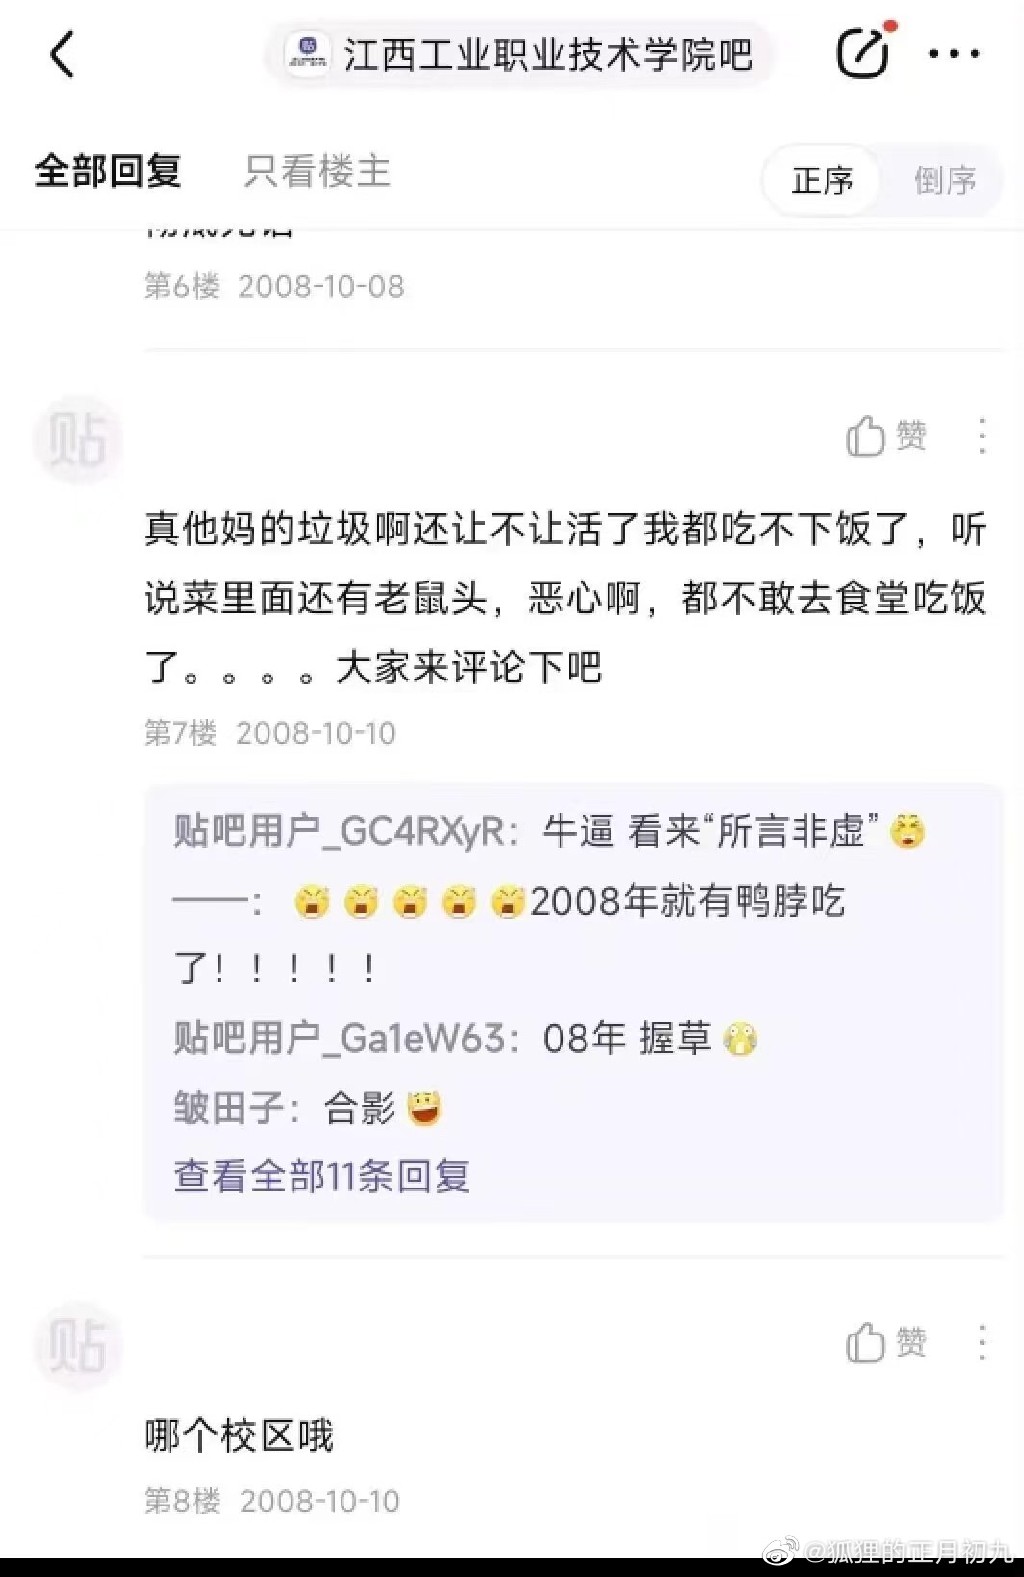 江西工业职业技术学院吧
全部回复 只看楼主 正序 倒序
第6楼 2008-10-08
贴 赞
真他妈的垃圾啊还让不让活了我都吃不下饭了，听
说菜里面还有老鼠头，恶心啊，都不敢去食堂吃饭
了。。。。大家来评论下吧
第7楼 2008-10-10
贴吧用户_GC4RXyR：牛逼 看来“所言非虚”
——：2008年就有鸭脖吃
了！！！！！
贴吧用户_Ga1eW63：08年 握草
皱田子：合影
查看全部11条回复
贴 赞
哪个校区哦
第8楼 2008-10-10
@狐狸的正月初九